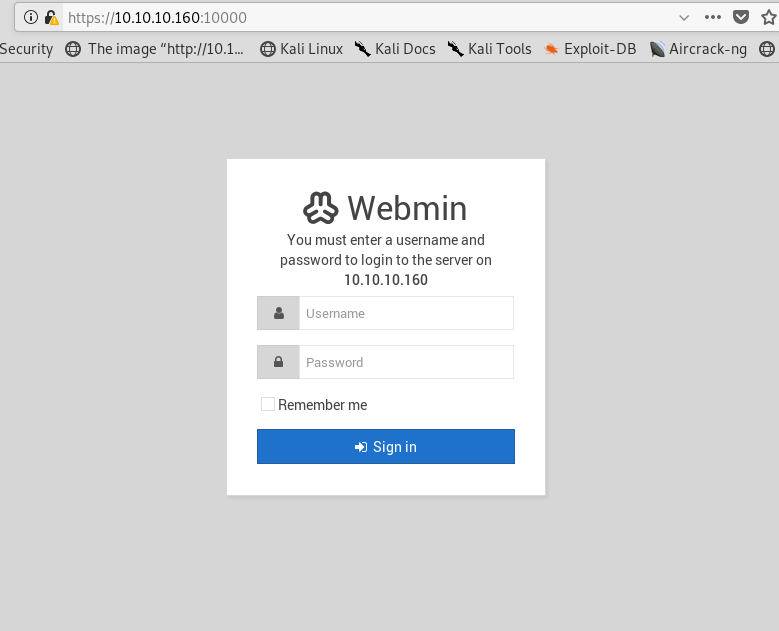 https://10.10.10.160:10000
Security The image “http://10.1... Kali Linux Kali Docs Kali Tools Exploit-DB Aircrack-ng
Webmin
You must enter a username and
password to login to the server on
10.10.10.160
Username
Password
Remember me
Sign in